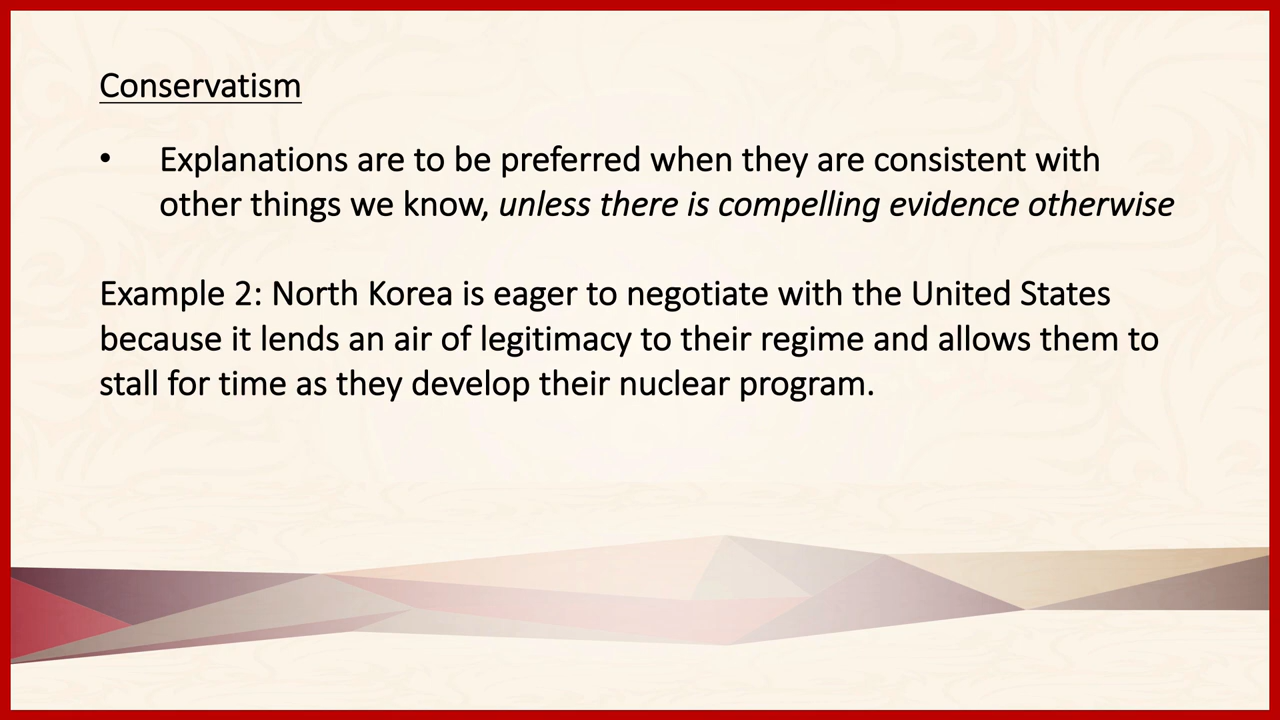 Conservatism
• Explanations are to be preferred when they are consistent with
other things we know, unless there is compelling evidence otherwise
Example 2: North Korea is eager to negotiate with the United States
because it lends an air of legitimacy to their regime and allows them to
stall for time as they develop their nuclear program.